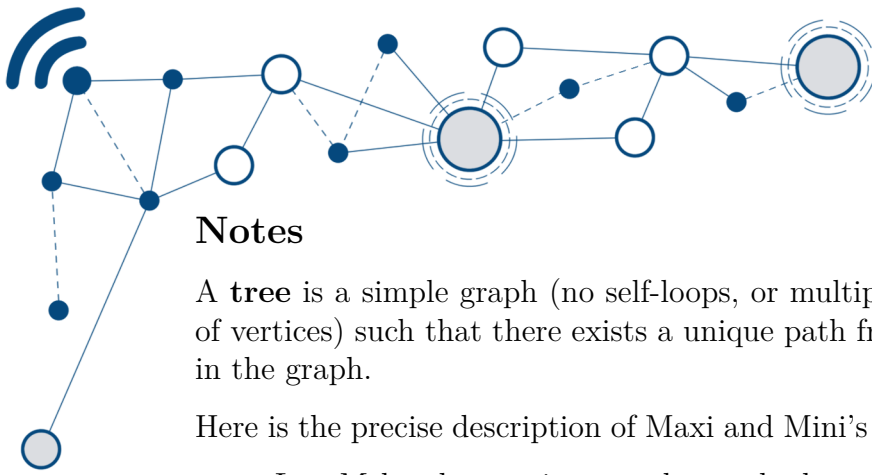 Notes
A tree is a simple graph (no self-loops, or
of vertices) such that there exists a unique path
in the graph.
Here is the precise description of Maxi and Mini's